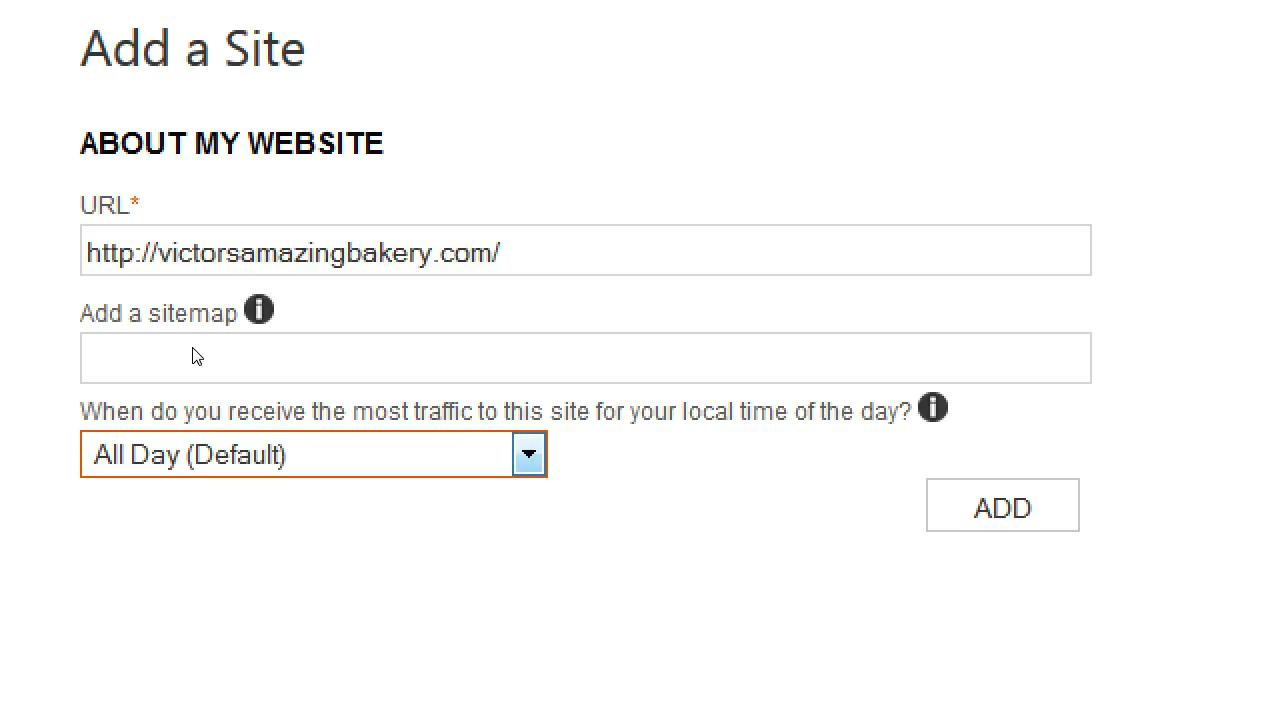 Add a Site
ABOUT MY WEBSITE
URL*
http://victorsamazingbakery.com/
Add a sitemap
When do you receive the most traffic to this site for your local time of the day?
All Day (Default)
ADD